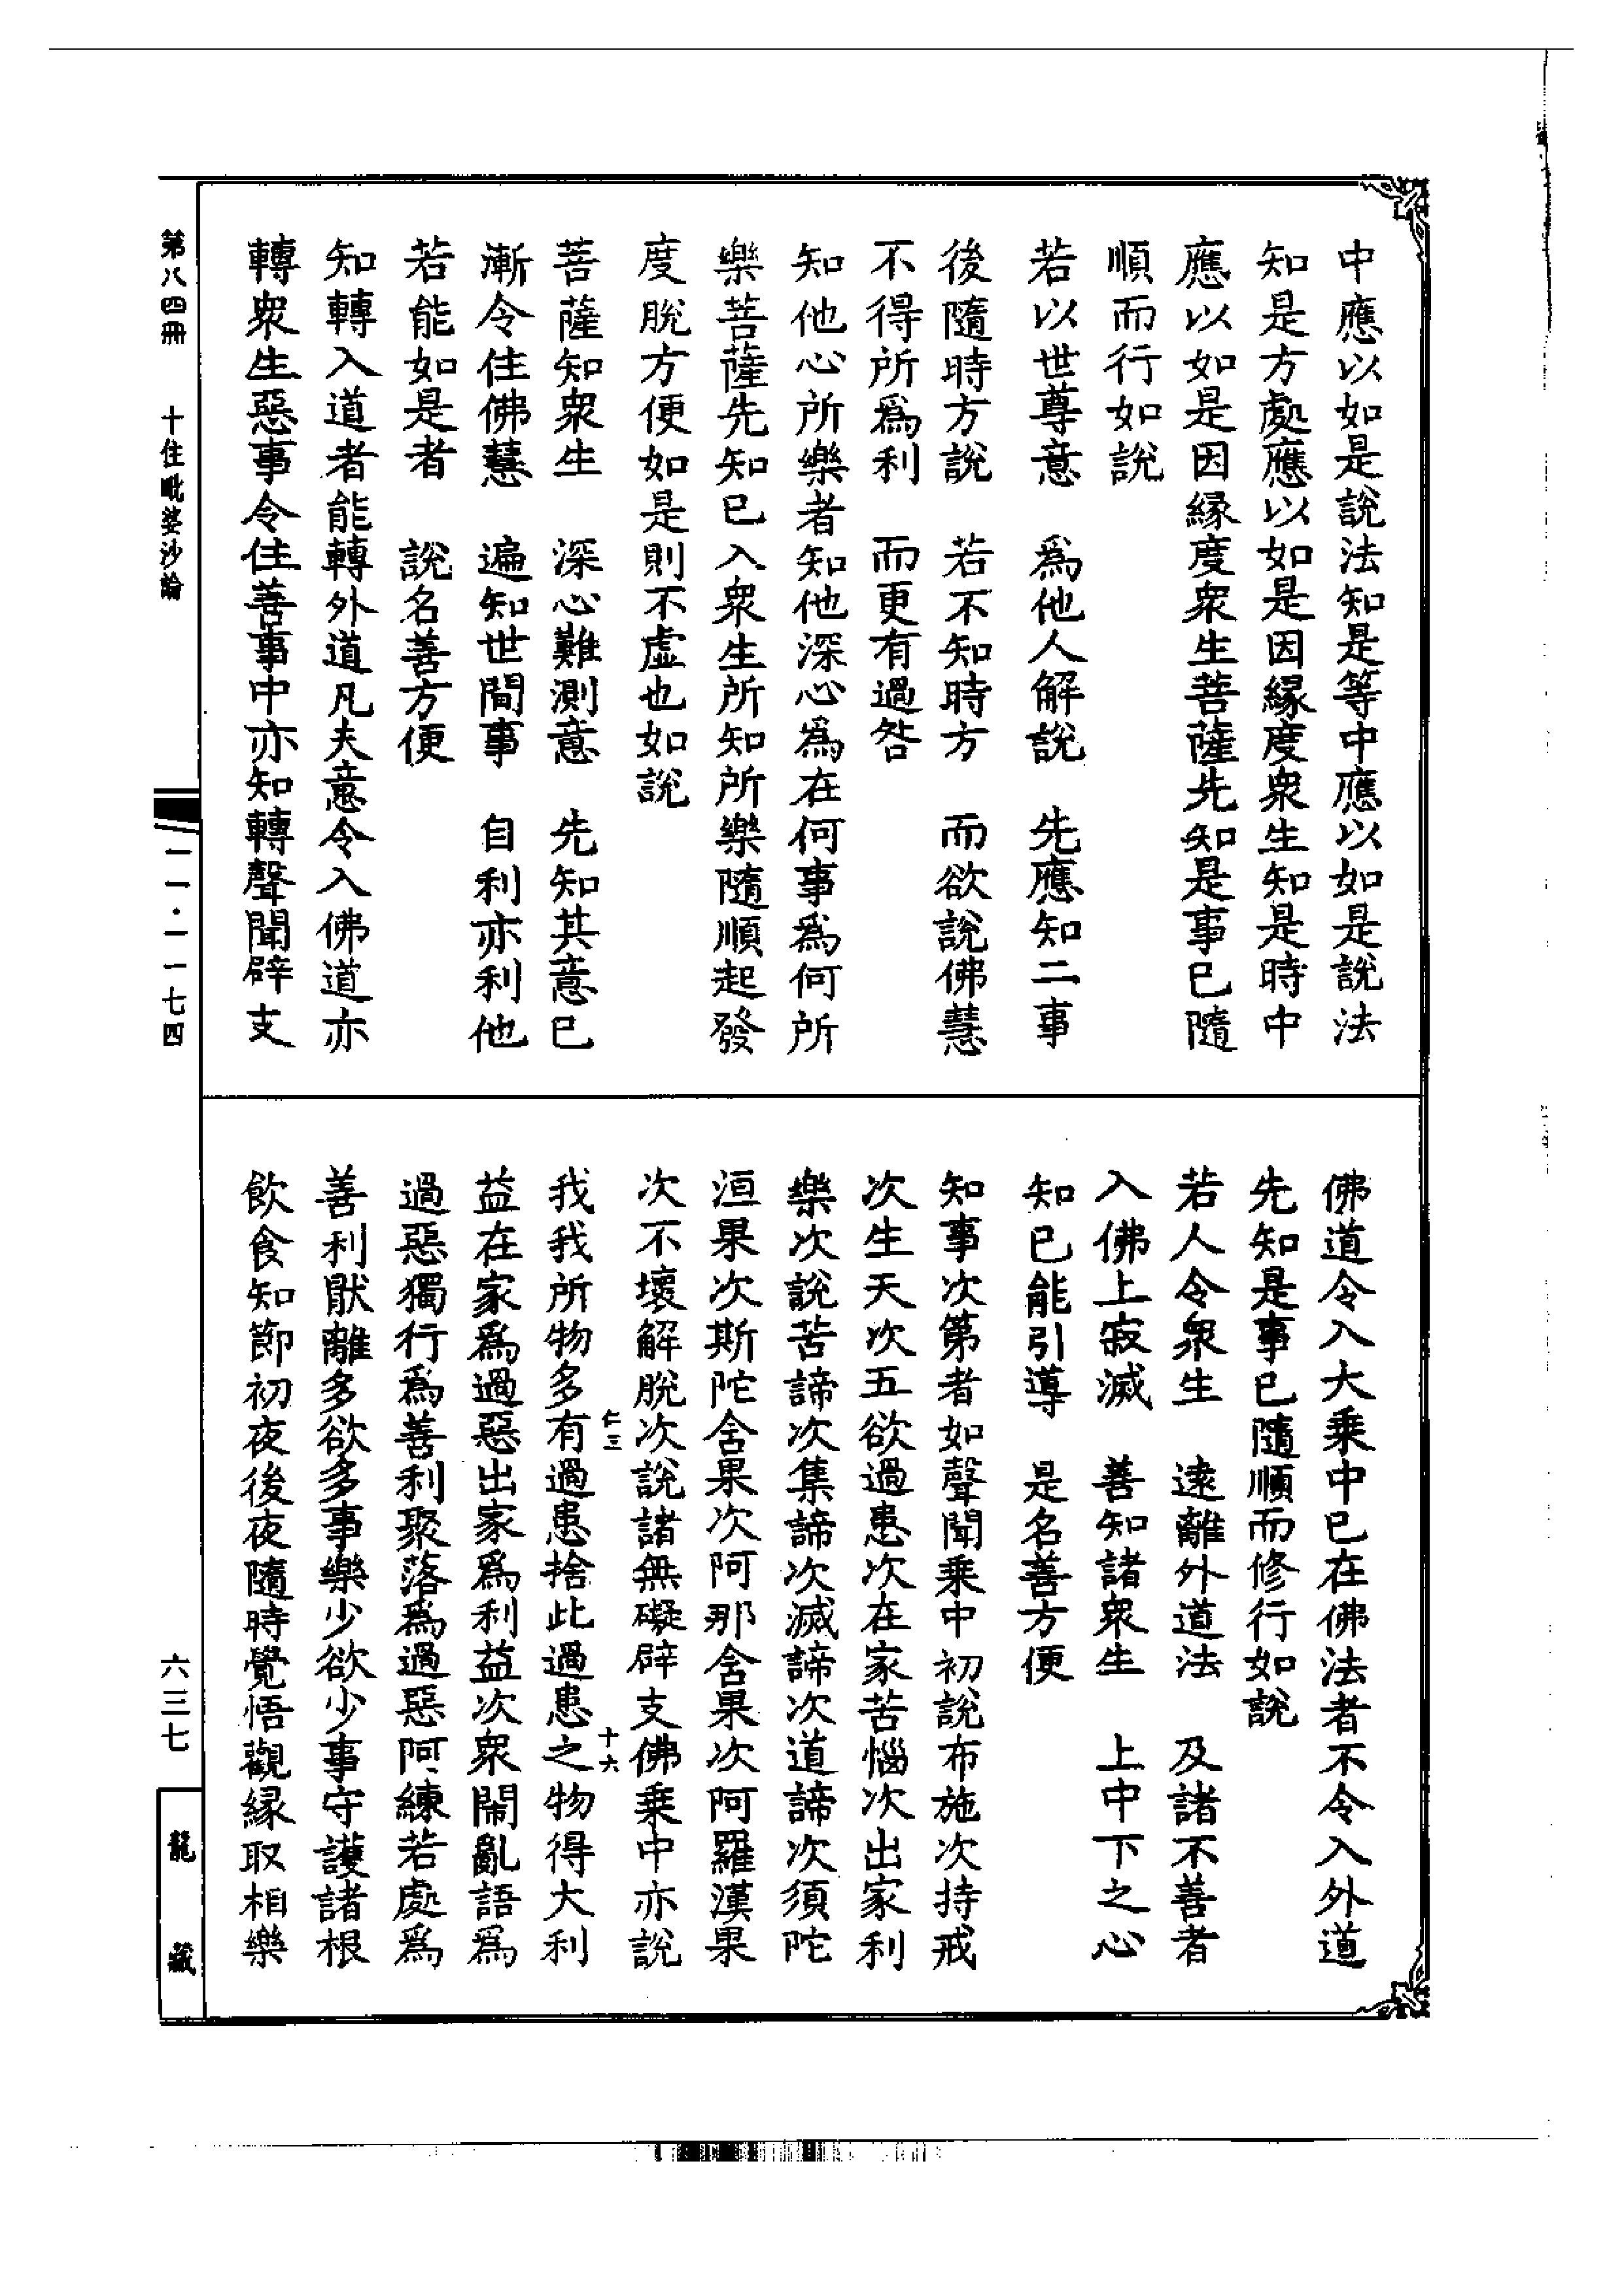 中應以如是說法知是等中應以如是說法
知是方處應以如是因緣度衆生知是時中
應以如是因緣度衆生菩薩先知是事已隨
順而行如說
若以世尊意　爲他人解說　先應知二事
後隨時方說　若不知時方　而欲說佛慧
不得所爲利　而更有過咎
知他心所樂者知他深心爲在何事爲何所
樂菩薩先知已入衆生所知所樂隨順起發
度脫方便如是則不虛也如說
菩薩知衆生　深心難測意　先知其意已
漸令住佛慧　遍知世間事　自利亦利他
若能如是者　說名善方便
知轉入道者能轉外道凡夫意令入佛道亦
轉衆生惡事令住善事中亦知轉聲聞辟支
佛道令入大乘中已在佛法者不令入外道
先知是事已隨順而修行如說
若人令衆生　遠離外道法　及諸不善者
入佛上寂滅　善知諸衆生　上中下之心
知已能引導　是名善方便
知事次第者如聲聞乘中初說布施次持戒
次生天次五欲過患次在家苦惱次出家利
樂次說苦諦次集諦次滅諦次道諦次須陀
洹果次斯陀含果次阿那含果次阿羅漢果
次不壞解脫次說諸無礙辟支佛乘中亦說
仁三　十六
我我所物多有過患捨此過患之物得大利
益在家爲過惡出家爲利益次衆鬧亂語爲
過惡獨行爲善利聚落爲過惡阿練若處爲
善利猒離多欲多事樂少欲少事守護諸根
飲食知節初夜後夜隨時覺悟觀緣取相樂
第八四冊　十住毗婆沙論
一一·一一七四
六三七
龍藏